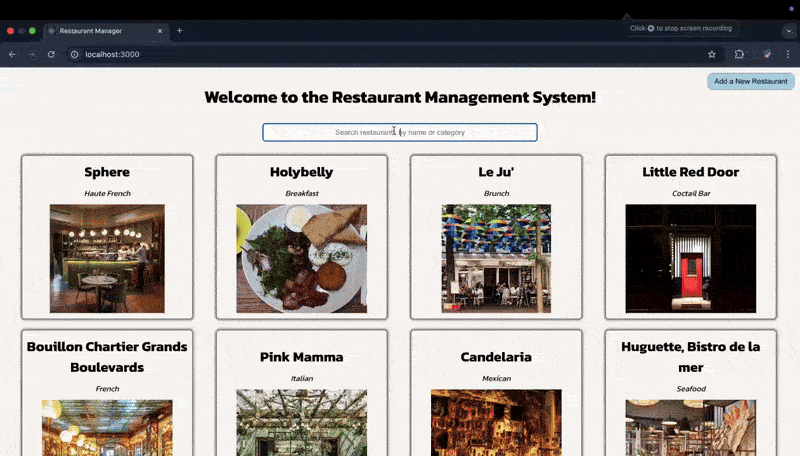 Restaurant Manager
Click to stop screen recording
localhost:3000
Add a New Restaurant
Welcome to the Restaurant Management System!
Search restaurants by name or category
Sphere
Haute French
Holybelly
Breakfast
Le Ju'
Brunch
Little Red Door
Coctail Bar
Bouillon Chartier Grands
Boulevards
French
Pink Mamma
Italian
Candelaria
Mexican
Huguette, Bistro de la
mer
Seafood